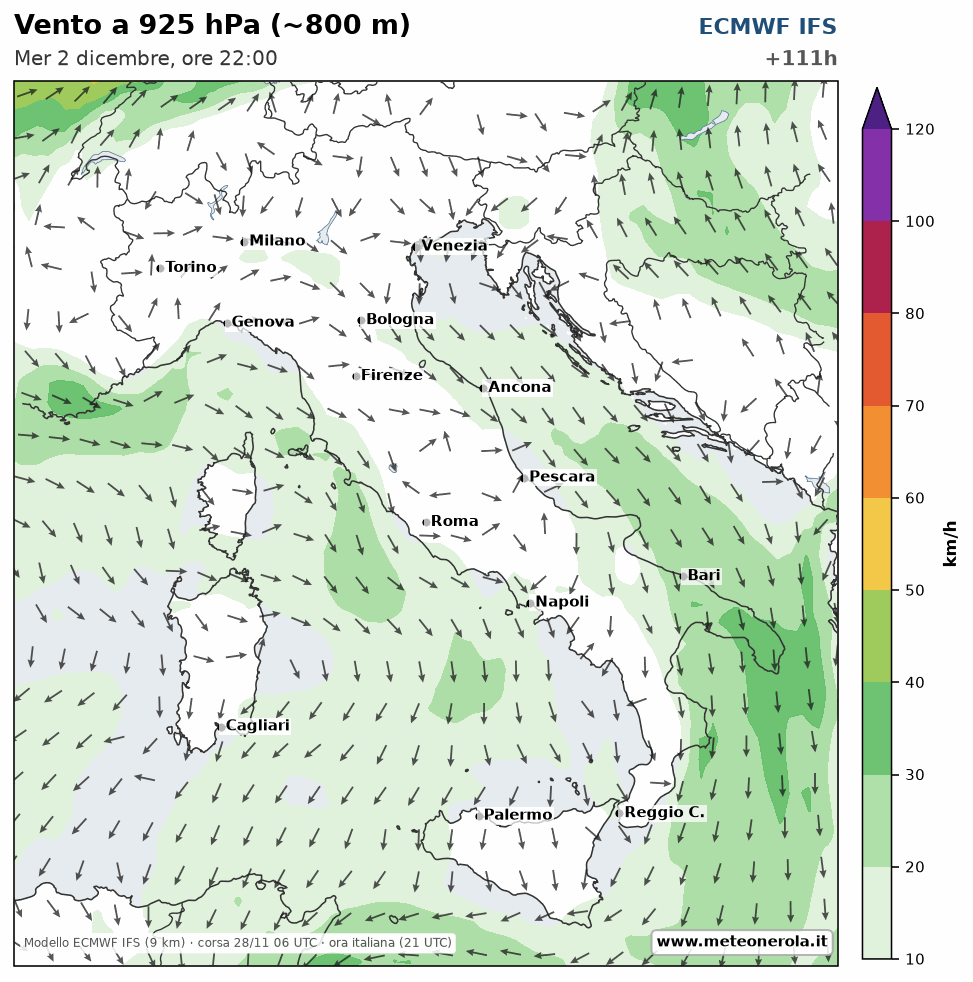 Vento a 925 hPa (~800 m)
ECMWF IFS
Mer 2 dicembre, ore 22:00
+111h
Milano
Venezia
Torino
Genova
Bologna
Firenze
Ancona
Pescara
Roma
Bari
Napoli
Cagliari
Palermo
Reggio C.
120
100
80
70
60
50
40
30
20
10
km/h
Modello ECMWF IFS (9 km) · corsa 28/11 06 UTC · ora italiana (21 UTC)
www.meteonerola.it